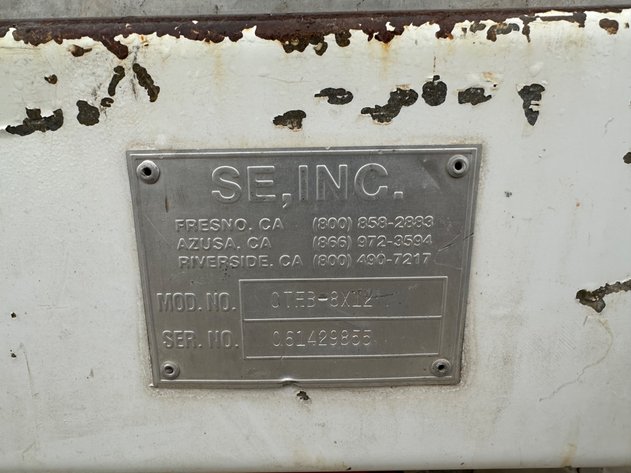 SE, INC.
FRESNO, CA (800) 858-2883
AZUSA, CA (866) 972-3594
RIVERSIDE, CA (800) 490-7217
MOD. NO.
SER. NO. 061429855